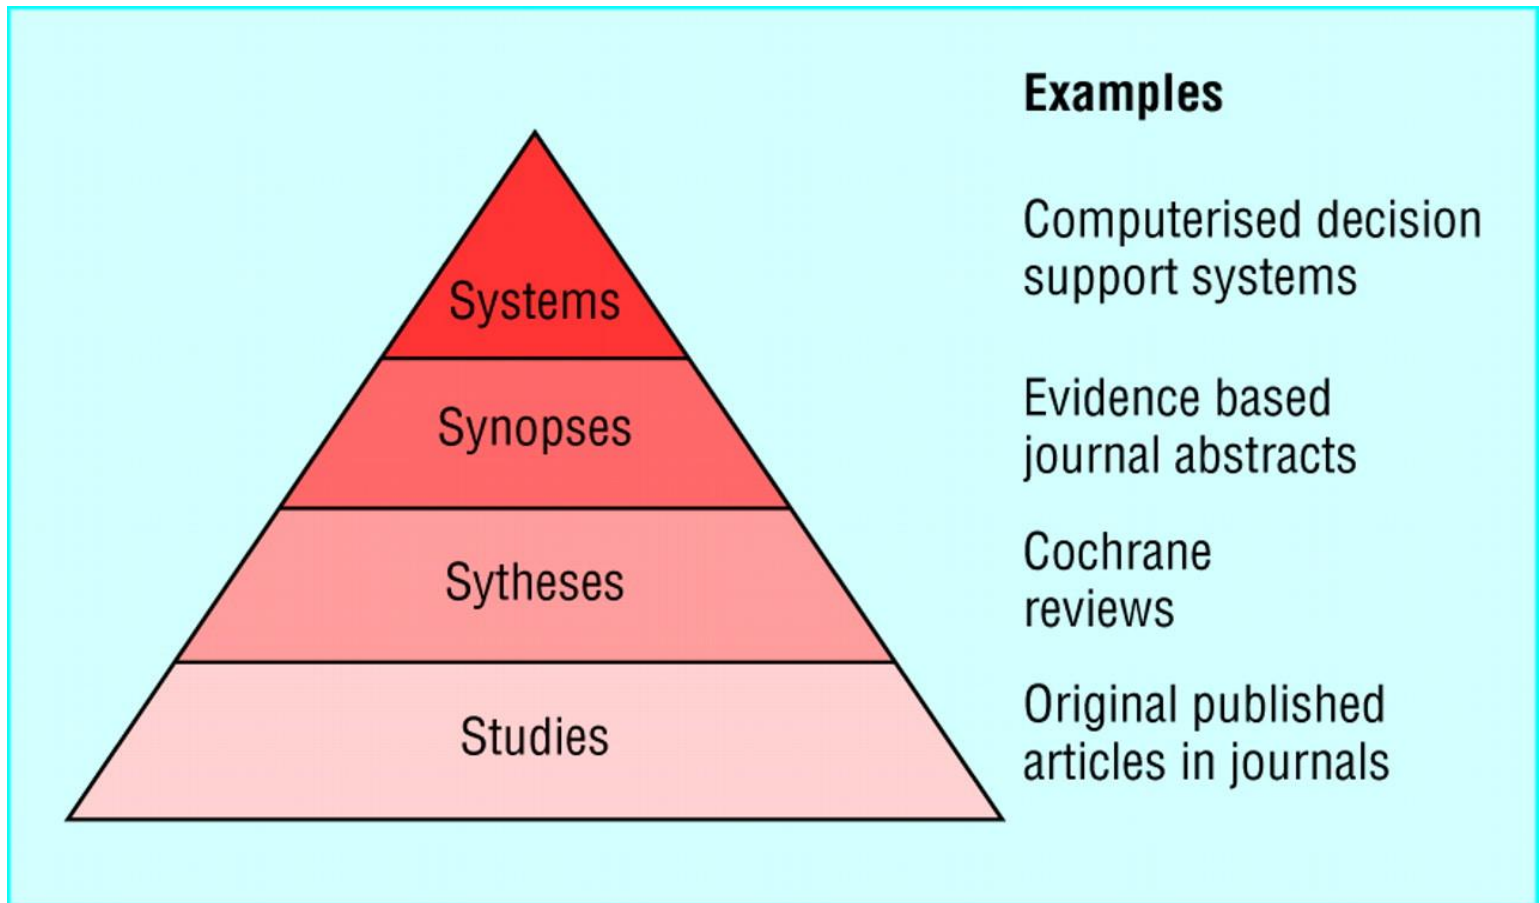 Examples
Systems
Computerised decision
support systems
Synopses
Evidence based
journal abstracts
Sytheses
Cochrane
reviews
Studies
Original published
articles in journals